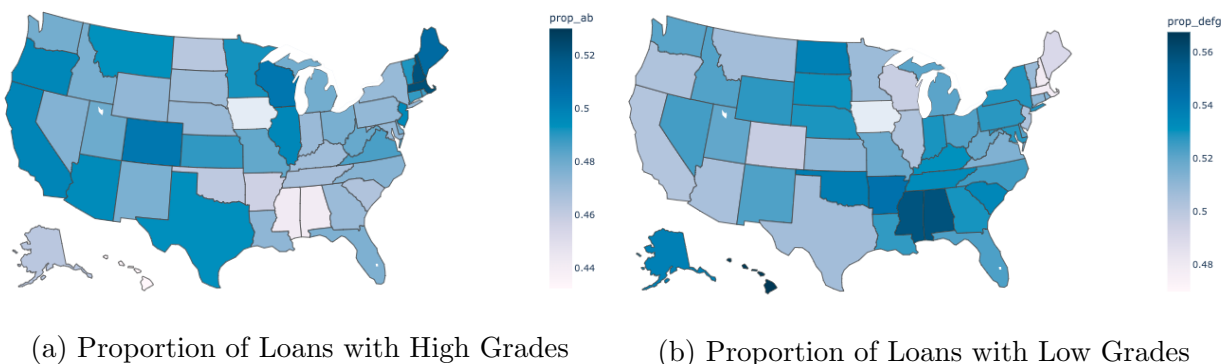 prop_ab
0.52
0.5
0.48
0.46
0.44
prop_defg
0.56
0.54
0.52
0.5
0.48
(a) Proportion of Loans with High Grades
(b) Proportion of Loans with Low Grades